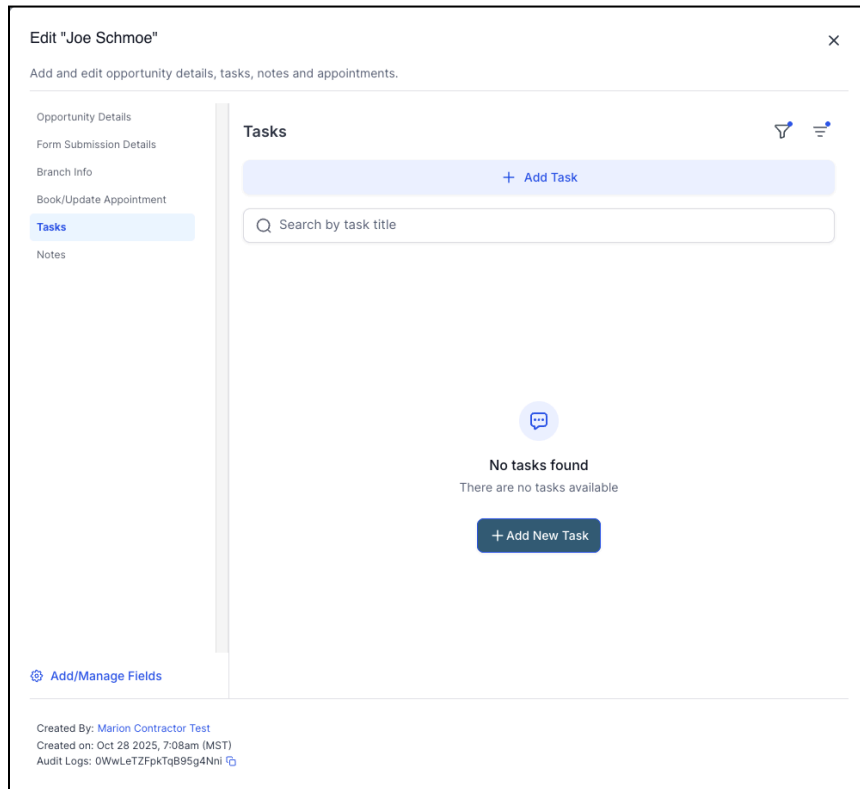 Edit "Joe Schmoe"
Add and edit opportunity details, tasks, notes and appointments.
Opportunity Details
Form Submission Details
Branch Info
Book/Update Appointment
Tasks
Notes
Tasks
+ Add Task
Search by task title
No tasks found
There are no tasks available
+ Add New Task
Add/Manage Fields
Created By: Marion Contractor Test
Created on: Oct 28 2025, 7:08am (MST)
Audit Logs: 0WwLeTZFpkTqB95g4Nni